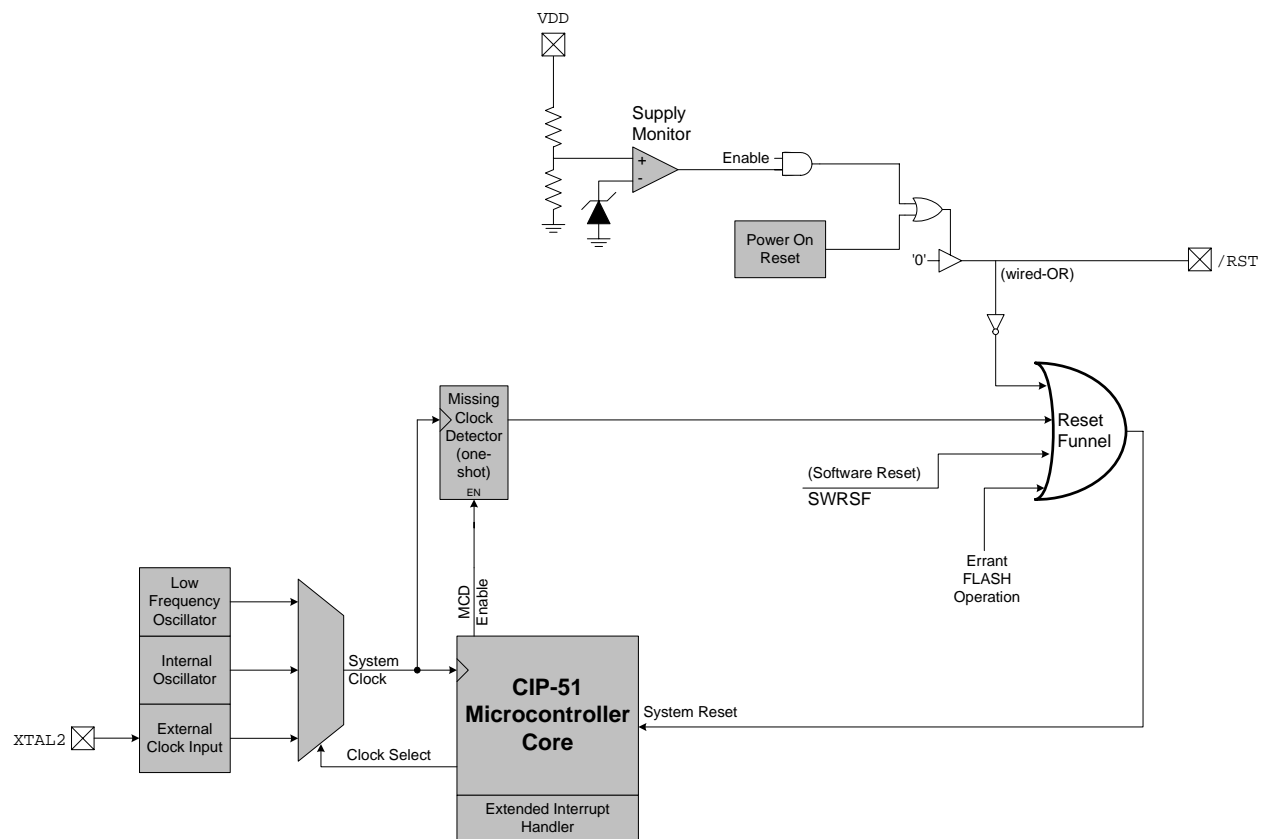 VDD
Supply
Monitor
+
-
Enable
Power On
Reset
'0'
(wired-OR)
/RST
Missing
Clock
Detector
(one-
shot)
EN
Reset
Funnel
(Software Reset)
SWRSF
Errant
FLASH
Operation
MCD
Enable
Low
Frequency
Oscillator
Internal
Oscillator
External
Clock Input
XTAL2
System
Clock
Clock Select
CIP-51
Microcontroller
Core
System Reset
Extended Interrupt
Handler